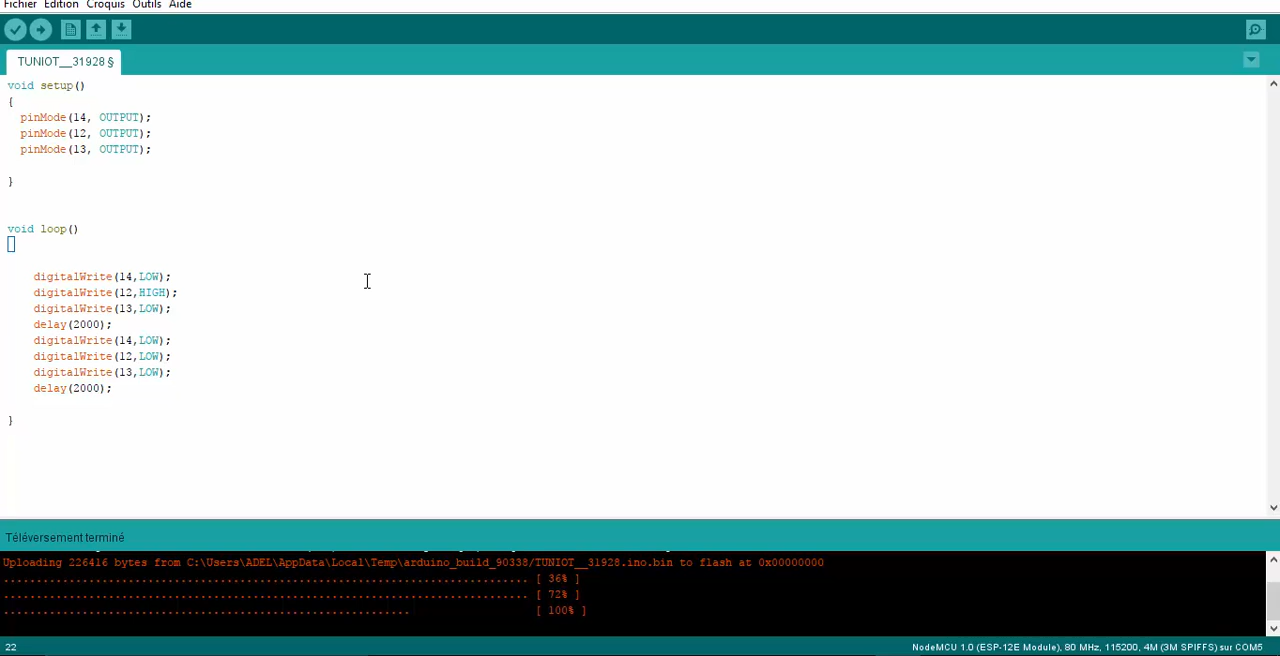 Fichier Edition Croquis Outils Aide
TUNIOT__31928 §
void setup()
{
pinMode(14, OUTPUT);
pinMode(12, OUTPUT);
pinMode(13, OUTPUT);
}
void loop()
digitalWrite(14,LOW);
digitalWrite(12,HIGH);
digitalWrite(13,LOW);
delay(2000);
digitalWrite(14,LOW);
digitalWrite(12,LOW);
digitalWrite(13,LOW);
delay(2000);
}
Téléversement terminé
Uploading 226416 bytes from C:\Users\ADEL\AppData\Local\Temp\arduino_build_90338/TUNIOT__31928.ino.bin to flash at 0x00000000
................................................................................ [ 36% ]
................................................................................ [ 72% ]
.............................................................. [ 100% ]
22
NodeMCU 1.0 (ESP-12E Module), 80 MHz, 115200, 4M (3M SPIFFS) sur COM5